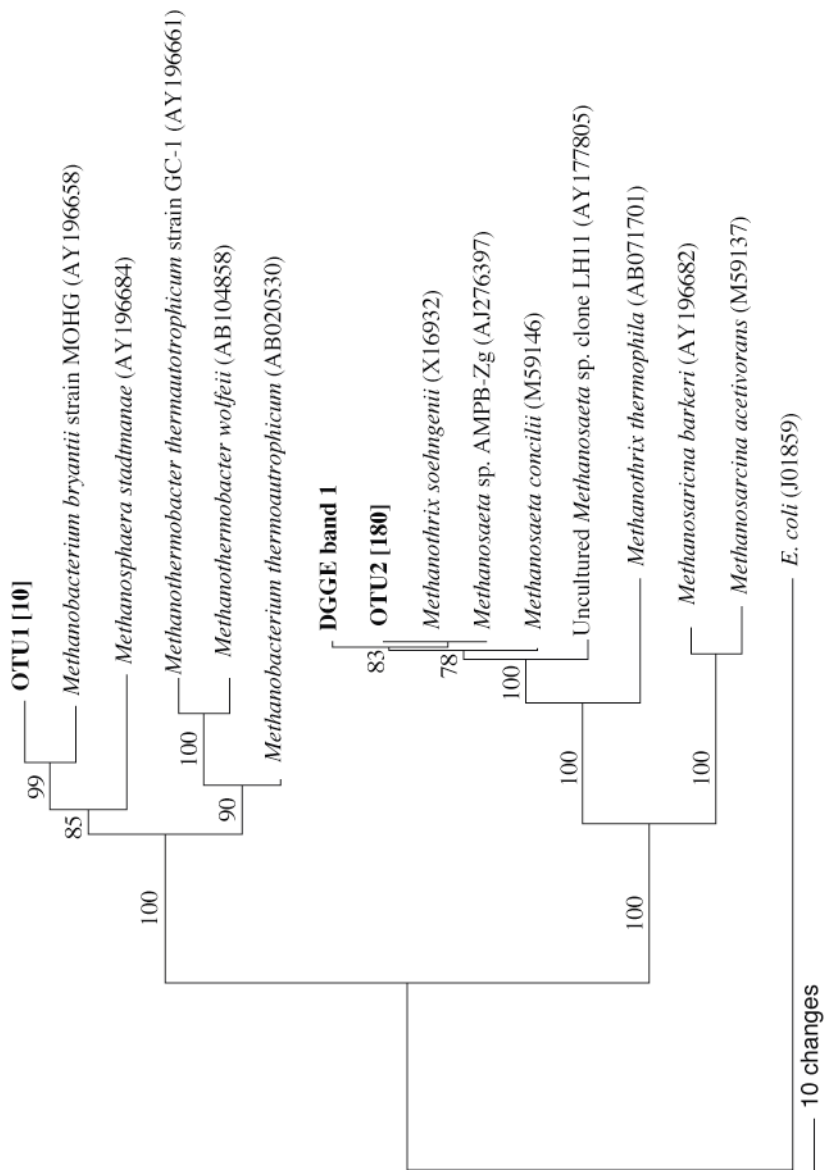 OTU1 [10]
Methanobacterium bryantii strain MOHG (AY196658)
Methanosphaera stadtmanae (AY196684)
Methanothermobacter thermautotrophicum strain GC-1 (AY196661)
Methanothermobacter wolfeii (AB104858)
Methanobacterium thermoautrophicum (AB020530)
DGGE band 1
OTU2 [180]
Methanothrix soehngenii (X16932)
Methanosaeta sp. AMPB-Zg (AJ276397)
Methanosaeta concilii (M59146)
Uncultured Methanosaeta sp. clone LH11 (AY177805)
Methanothrix thermophila (AB071701)
Methanosaricna barkeri (AY196682)
Methanosarcina acetivorans (M59137)
E. coli (J01859)
99
85
100
90
100
83
78
100
100
100
100
10 changes